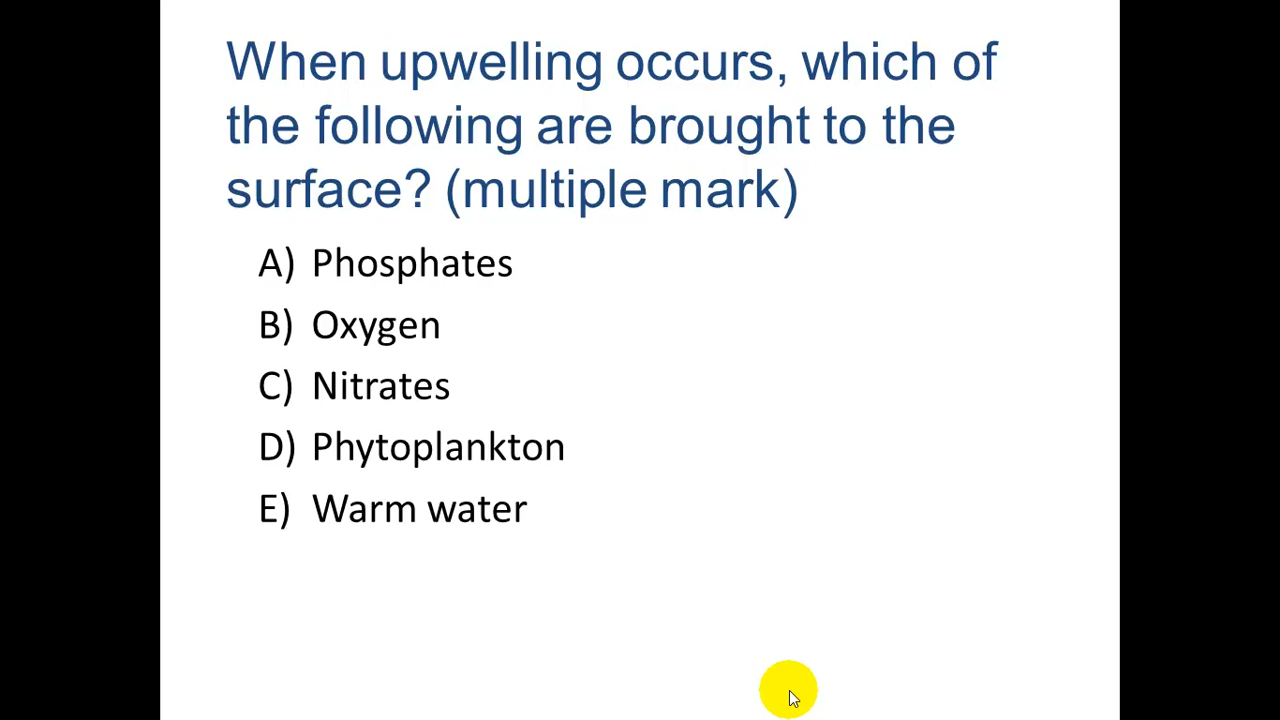 When upwelling occurs, which of
the following are brought to the
surface? (multiple mark)
A) Phosphates
B) Oxygen
C) Nitrates
D) Phytoplankton
E) Warm water